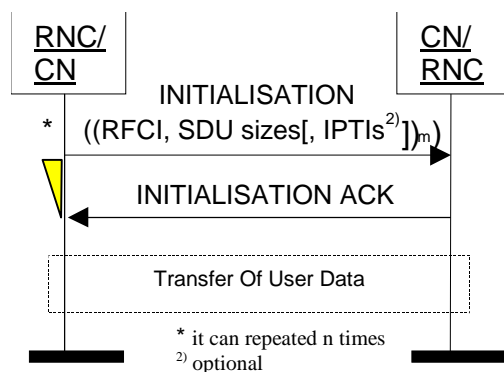 RNC/
CN
CN/
RNC
INITIALISATION
* ((RFCI, SDU sizes[, IPTIs2)])m)
INITIALISATION ACK
Transfer Of User Data
* it can repeated n times
2) optional